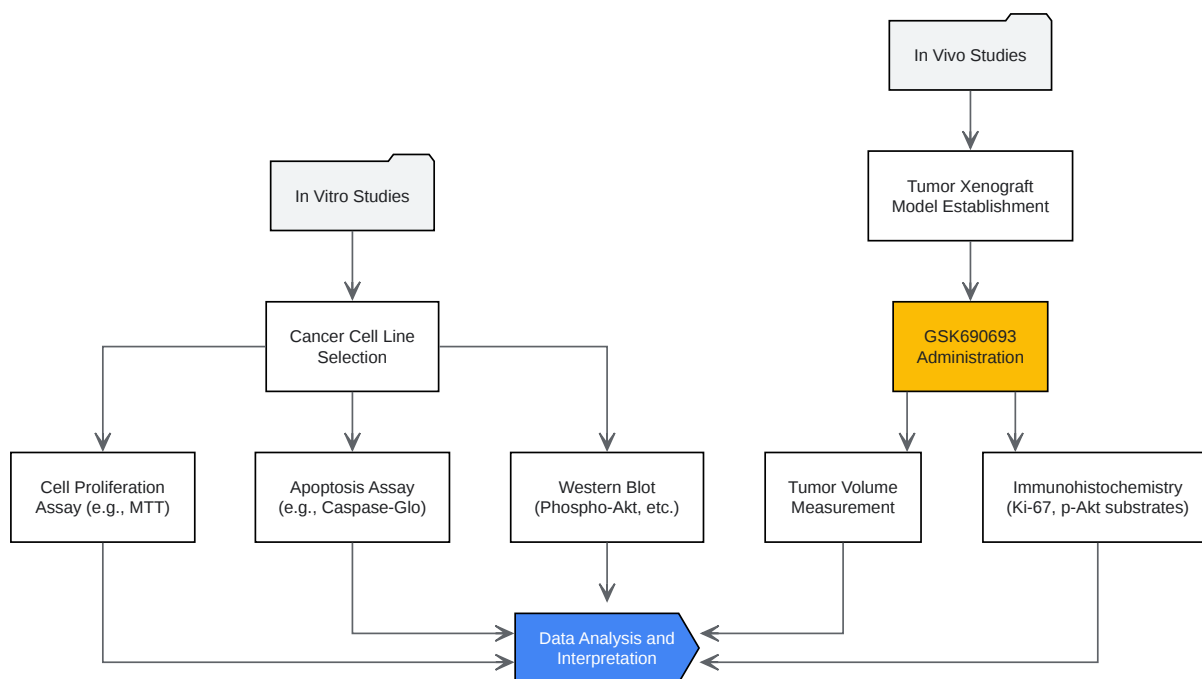 In Vivo Studies
Tumor Xenograft
Model Establishment
In Vitro Studies
Cancer Cell Line
Selection
GSK690693
Administration
Cell Proliferation
Assay (e.g., MTT)
Apoptosis Assay
(e.g., Caspase-Glo)
Western Blot
(Phospho-Akt, etc.)
Tumor Volume
Measurement
Immunohistochemistry
(Ki-67, p-Akt substrates)
Data Analysis and
Interpretation